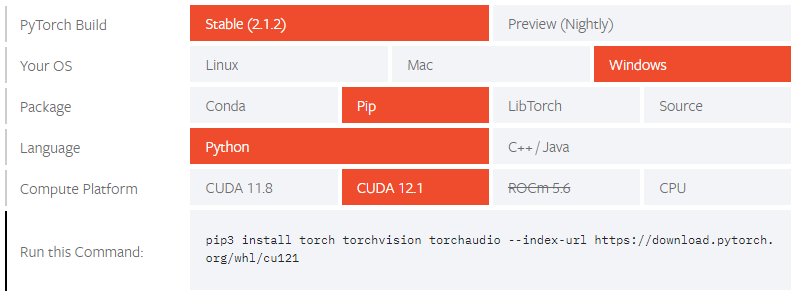 PyTorch Build
Stable (2.1.2)
Preview (Nightly)
Your OS
Linux
Mac
Windows
Package
Conda
Pip
LibTorch
Source
Language
Python
C++ / Java
Compute Platform
CUDA 11.8
CUDA 12.1
ROCm 5.6
CPU
Run this Command:
pip3 install torch torchvision torchaudio --index-url https://download.pytorch.
org/whl/cu121